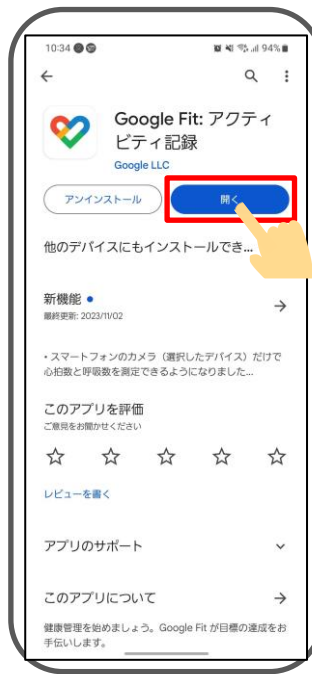 10:34
94%
Google Fit: アクティ
ビティ記録
Google LLC
アンインストール
開く
他のデバイスにもインストールでき...
新機能
最終更新: 2023/11/02
・スマートフォンのカメラ（選択したデバイス）だけで
心拍数と呼吸数を測定できるようになりました...
このアプリを評価
ご意見をお聞かせください
レビューを書く
アプリのサポート
このアプリについて
健康管理を始めましょう。Google Fit が目標の達成をお
手伝いします。